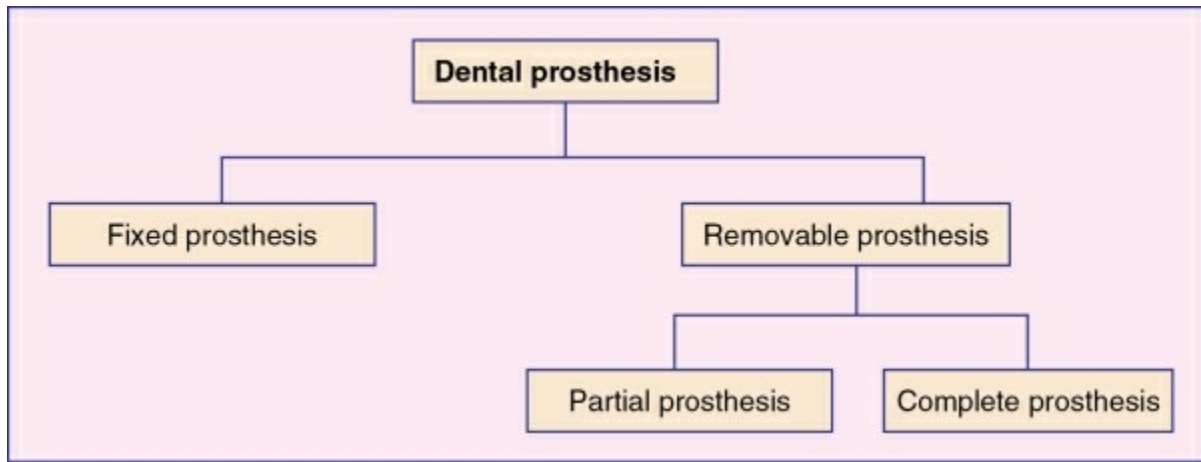 Dental prosthesis
Fixed prosthesis
Removable prosthesis
Partial prosthesis
Complete prosthesis